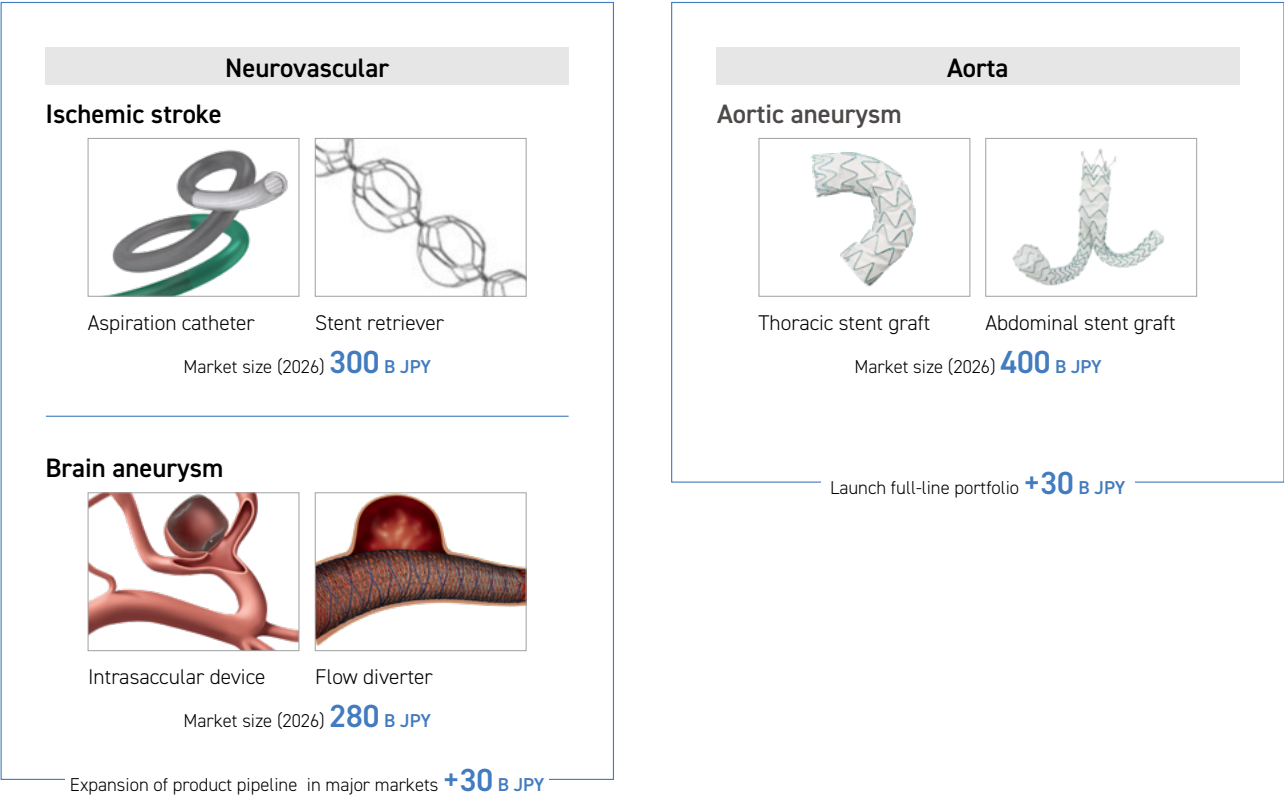 Neurovascular
Ischemic stroke
Aspiration catheter
Stent retriever
Market size (2026) 300 B JPY
Brain aneurysm
Intrasaccular device
Flow diverter
Market size (2026) 280 B JPY
Expansion of product pipeline in major markets +30 B JPY
Aorta
Aortic aneurysm
Thoracic stent graft
Abdominal stent graft
Market size (2026) 400 B JPY
Launch full-line portfolio +30 B JPY